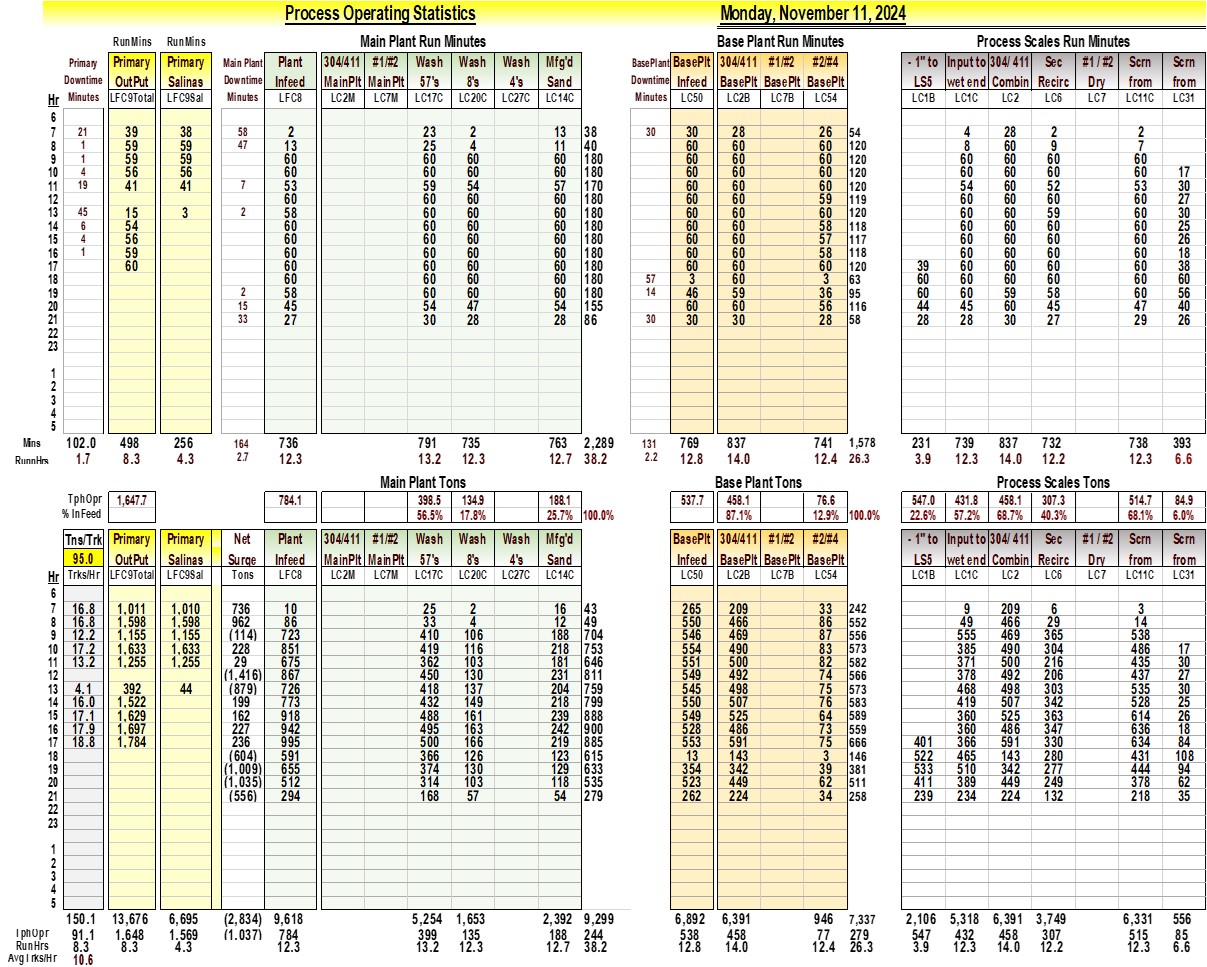 Process Operating Statistics Monday, November 11, 2024
RunMins RunMins Main Plant Run Minutes Base Plant Run Minutes Process Scales Run Minutes
Primary Primary Primary Main Plant Plant 304/411 #1/#2 Wash Wash Wash Mfg'd BasePlant BasePlt 304/411 #1/#2 #2/#4 - 1" to Input to 304/ 411 Sec #1 / #2 Scrn Scrn
Downtime OutPut Salinas Downtime Infeed MainPlt MainPlt 57's 8's 4's Sand Downtime Infeed BasePlt BasePlt BasePlt LS5 wet end Combin Recirc Dry from from
Hr Minutes LFC9Total LFC9Sal Minutes LFC8 LC2M LC7M LC17C LC20C LC27C LC14C Minutes LC50 LC2B LC7B LC54 LC1B LC1C LC2 LC6 LC7 LC11C LC31
6
7 21 39 38 58 2 23 2 13 38 30 30 28 26 54 4 28 2 2
8 1 59 59 47 13 25 4 11 40 60 60 60 120 8 60 9 7
9 1 59 59 60 60 60 60 180 60 60 60 120 60 60 60 60
10 4 56 56 60 60 60 60 180 60 60 60 120 60 60 60 60 17
11 19 41 41 7 53 59 54 57 170 60 60 60 120 54 60 52 53 30
12 60 60 60 60 180 60 60 59 119 60 60 60 60 27
13 45 15 3 2 58 60 60 60 180 60 60 60 120 60 60 59 60 30
14 6 54 60 60 60 60 180 60 60 58 118 60 60 60 60 25
15 4 56 60 60 60 60 180 60 60 57 117 60 60 60 60 26
16 1 59 60 60 60 60 180 60 60 58 118 60 60 60 60 18
17 60 60 60 60 60 180 60 60 60 120 39 60 60 60 60 38
18 60 60 60 60 180 57 3 60 3 63 60 60 60 60 60 60
19 2 58 60 60 60 180 14 46 59 36 95 60 60 59 58 60 56
20 15 45 54 47 54 155 60 60 56 116 44 45 60 45 47 40
21 33 27 30 28 28 86 30 30 30 28 58 28 28 30 27 29 26
22
23
1
2
3
4
5
Mins 102.0 498 256 164 736 791 735 763 2,289 131 769 837 741 1,578 231 739 837 732 738 393
RunnHrs 1.7 8.3 4.3 2.7 12.3 13.2 12.3 12.7 38.2 2.2 12.8 14.0 12.4 26.3 3.9 12.3 14.0 12.2 12.3 6.6
Main Plant Tons Base Plant Tons Process Scales Tons
TphOpr 1,647.7 784.1 398.5 134.9 188.1 537.7 458.1 76.6 547.0 431.8 458.1 307.3 514.7 84.9
% InFeed 56.5% 17.8% 25.7% 100.0% 87.1% 12.9% 100.0% 22.6% 57.2% 68.7% 40.3% 68.1% 6.0%
Tns/Trk Primary Primary Net Plant 304/411 #1/#2 Wash Wash Wash Mfg'd BasePlt 304/411 #1/#2 #2/#4 - 1" to Input to 304/ 411 Sec #1 / #2 Scrn Scrn
95.0 OutPut Salinas Surge Infeed MainPlt MainPlt 57's 8's 4's Sand Infeed BasePlt BasePlt BasePlt LS5 wet end Combin Recirc Dry from from
Hr Trks/Hr LFC9Total LFC9Sal Tons LFC8 LC2M LC7M LC17C LC20C LC27C LC14C LC50 LC2B LC7B LC54 LC1B LC1C LC2 LC6 LC7 LC11C LC31
6
7 16.8 1,011 1,010 736 10 25 2 16 43 265 209 33 242 9 209 6 3
8 16.8 1,598 1,598 962 86 33 4 12 49 550 466 86 552 49 466 29 14
9 12.2 1,155 1,155 (114) 723 410 106 188 704 546 469 87 556 555 469 365 538
10 17.2 1,633 1,633 228 851 419 116 218 753 554 490 83 573 385 490 304 486 17
11 13.2 1,255 1,255 29 675 362 103 181 646 551 500 82 582 371 500 216 435 30
12 (1,416) 867 450 130 231 811 549 492 74 566 378 492 206 437 27
13 4.1 392 44 (879) 726 418 137 204 759 545 498 75 573 468 498 303 535 30
14 16.0 1,522 199 773 432 149 218 799 550 507 76 583 419 507 342 528 25
15 17.1 1,629 162 918 488 161 239 888 549 525 64 589 360 525 363 614 26
16 17.9 1,697 227 942 495 163 242 900 528 486 73 559 360 486 347 636 18
17 18.8 1,784 236 995 500 166 219 885 553 591 75 666 401 366 591 330 634 84
18 (604) 591 366 126 123 615 13 143 3 146 522 465 143 280 431 108
19 (1,009) 655 374 130 129 633 354 342 39 381 533 510 342 277 444 94
20 (1,035) 512 314 103 118 535 523 449 62 511 411 389 449 249 378 62
21 (556) 294 168 57 54 279 262 224 34 258 239 234 224 132 218 35
22
23
1
2
3
4
5
150.1 13,676 6,695 (2,834) 9,618 5,254 1,653 2,392 9,299 6,892 6,391 946 7,337 2,106 5,318 6,391 3,749 6,331 556
TphOpr 91.1 1,648 1,569 (1,037) 784 399 135 188 244 538 458 77 279 547 432 458 307 515 85
RunHrs 8.3 8.3 4.3 12.3 13.2 12.3 12.7 38.2 12.8 14.0 12.4 26.3 3.9 12.3 14.0 12.2 12.3 6.6
AvgTrks/Hr 10.6